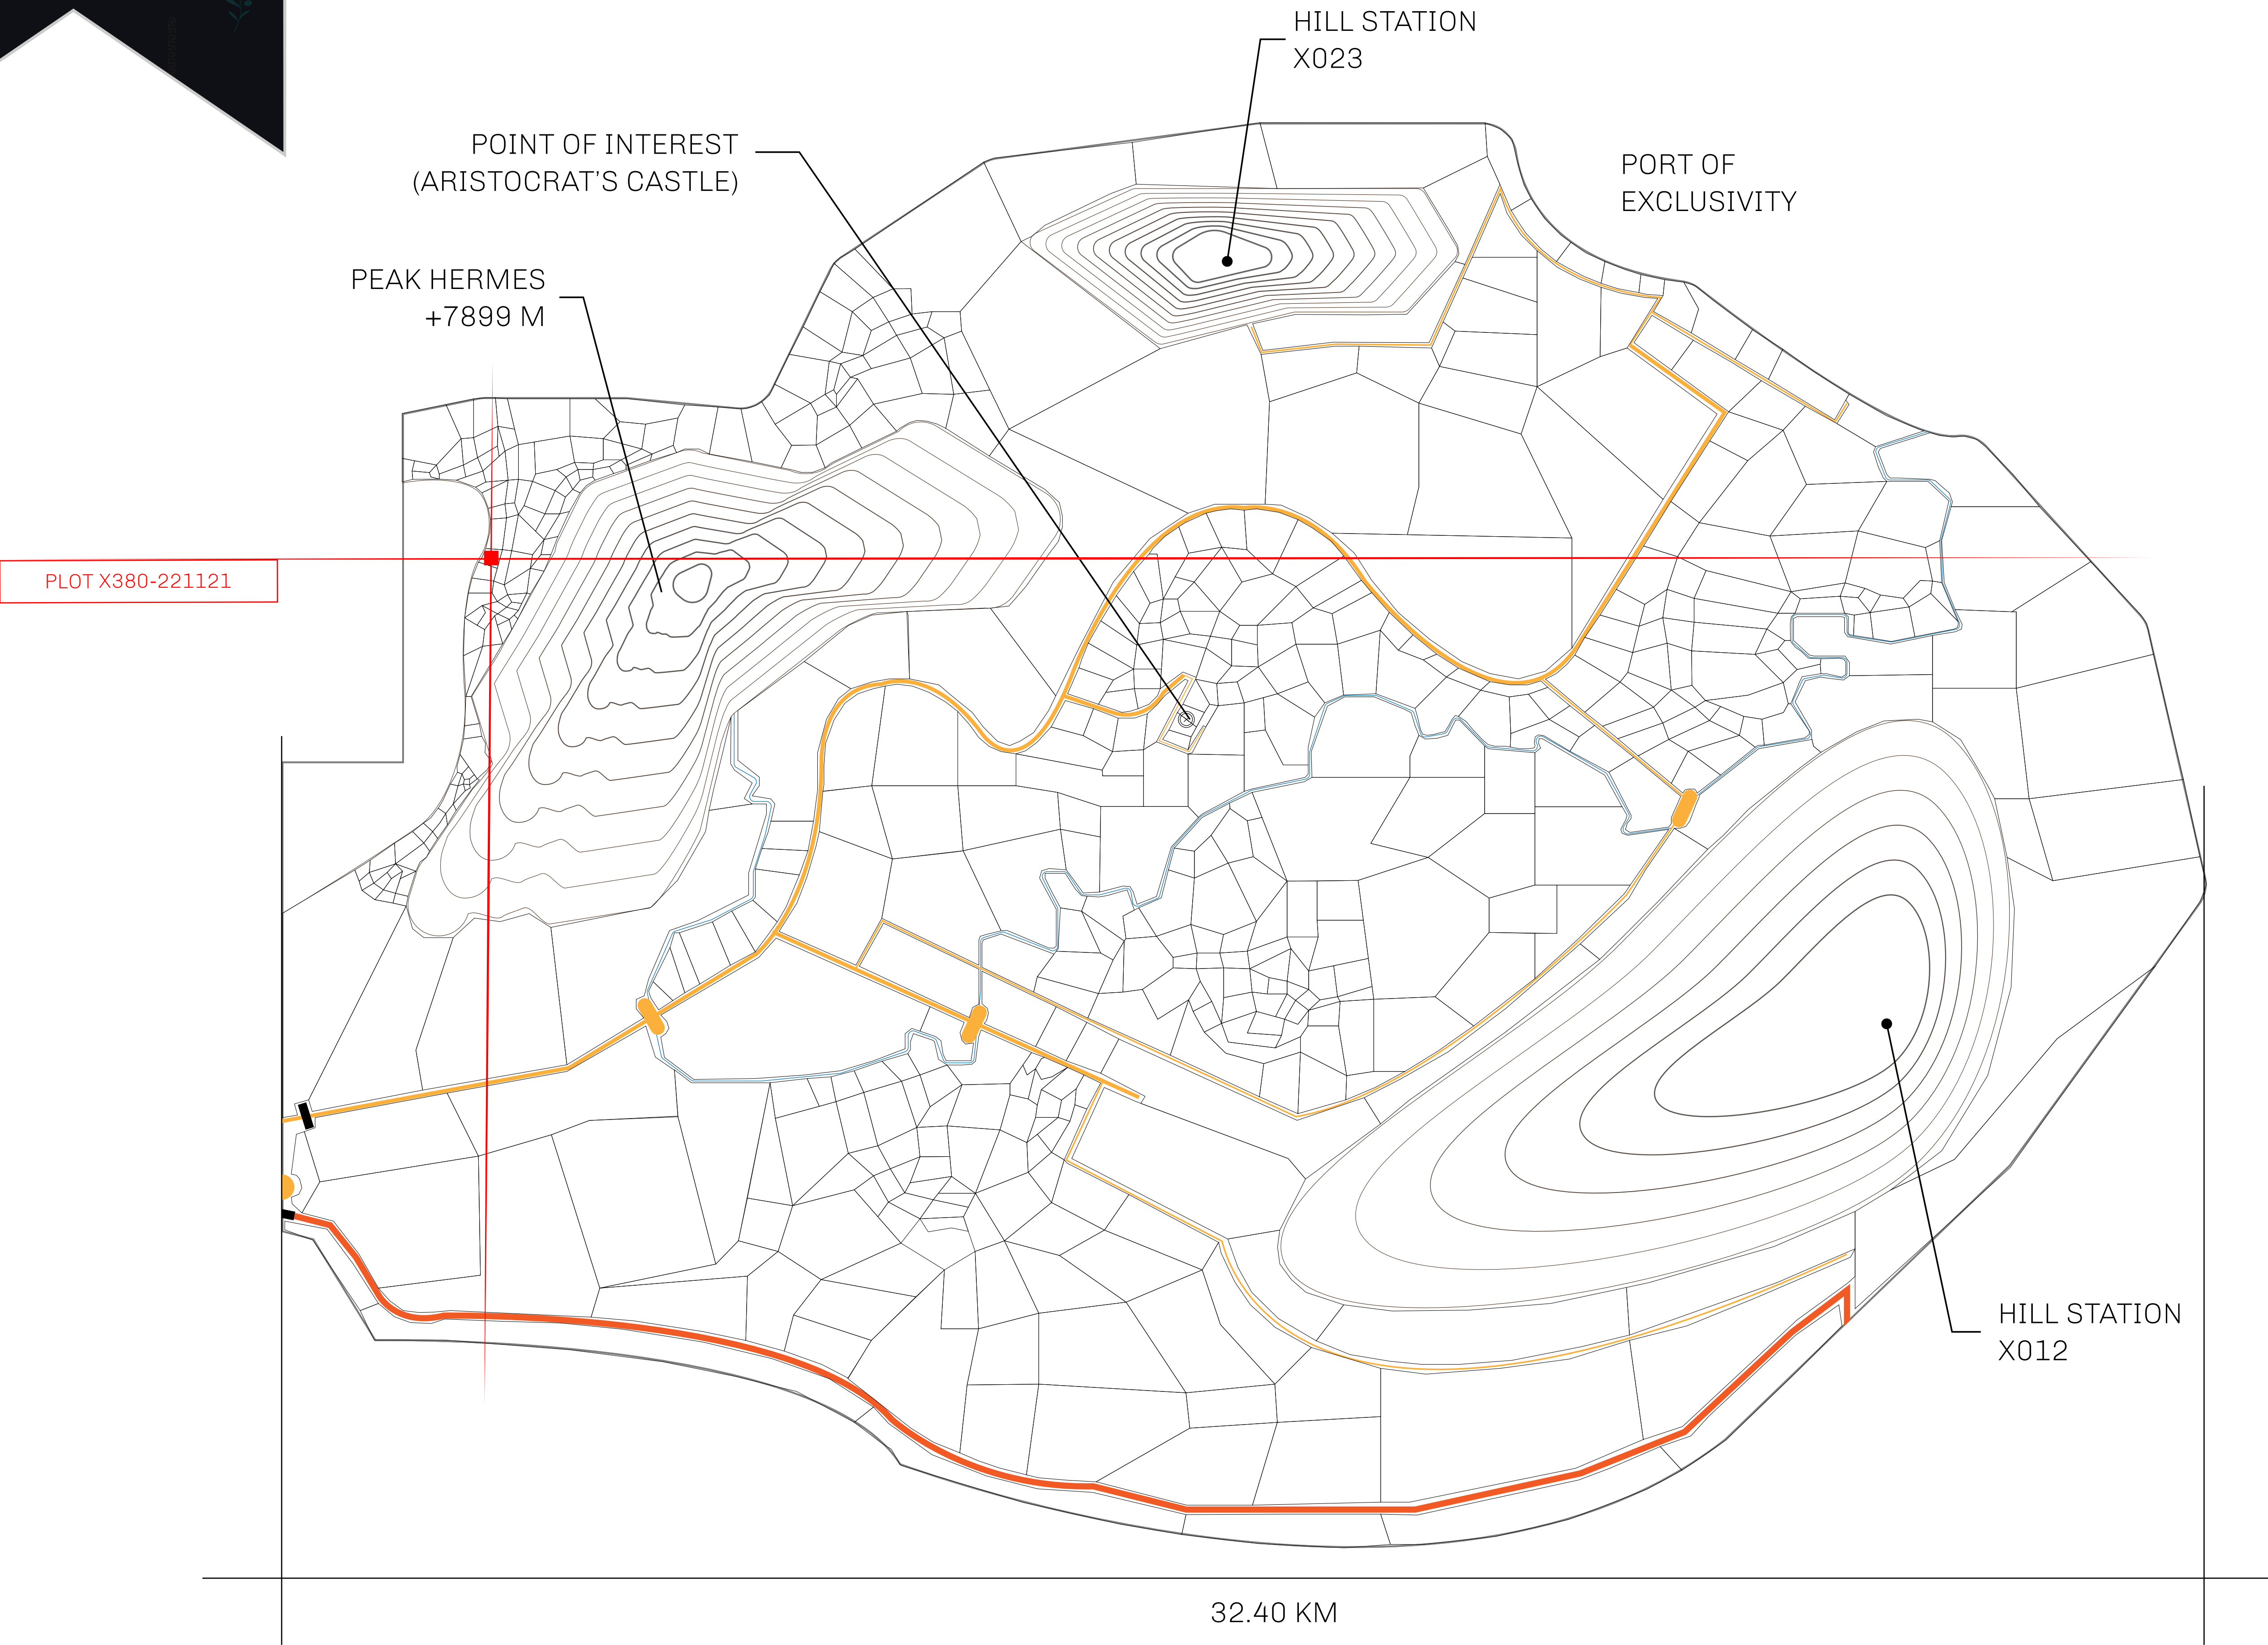 HILL STATION
X023
POINT OF INTEREST
(ARISTOCRAT'S CASTLE)
PORT OF
EXCLUSIVITY
PEAK HERMES
+7899 M
PLOT X380-221121
HILL STATION
X012
32.40 KM